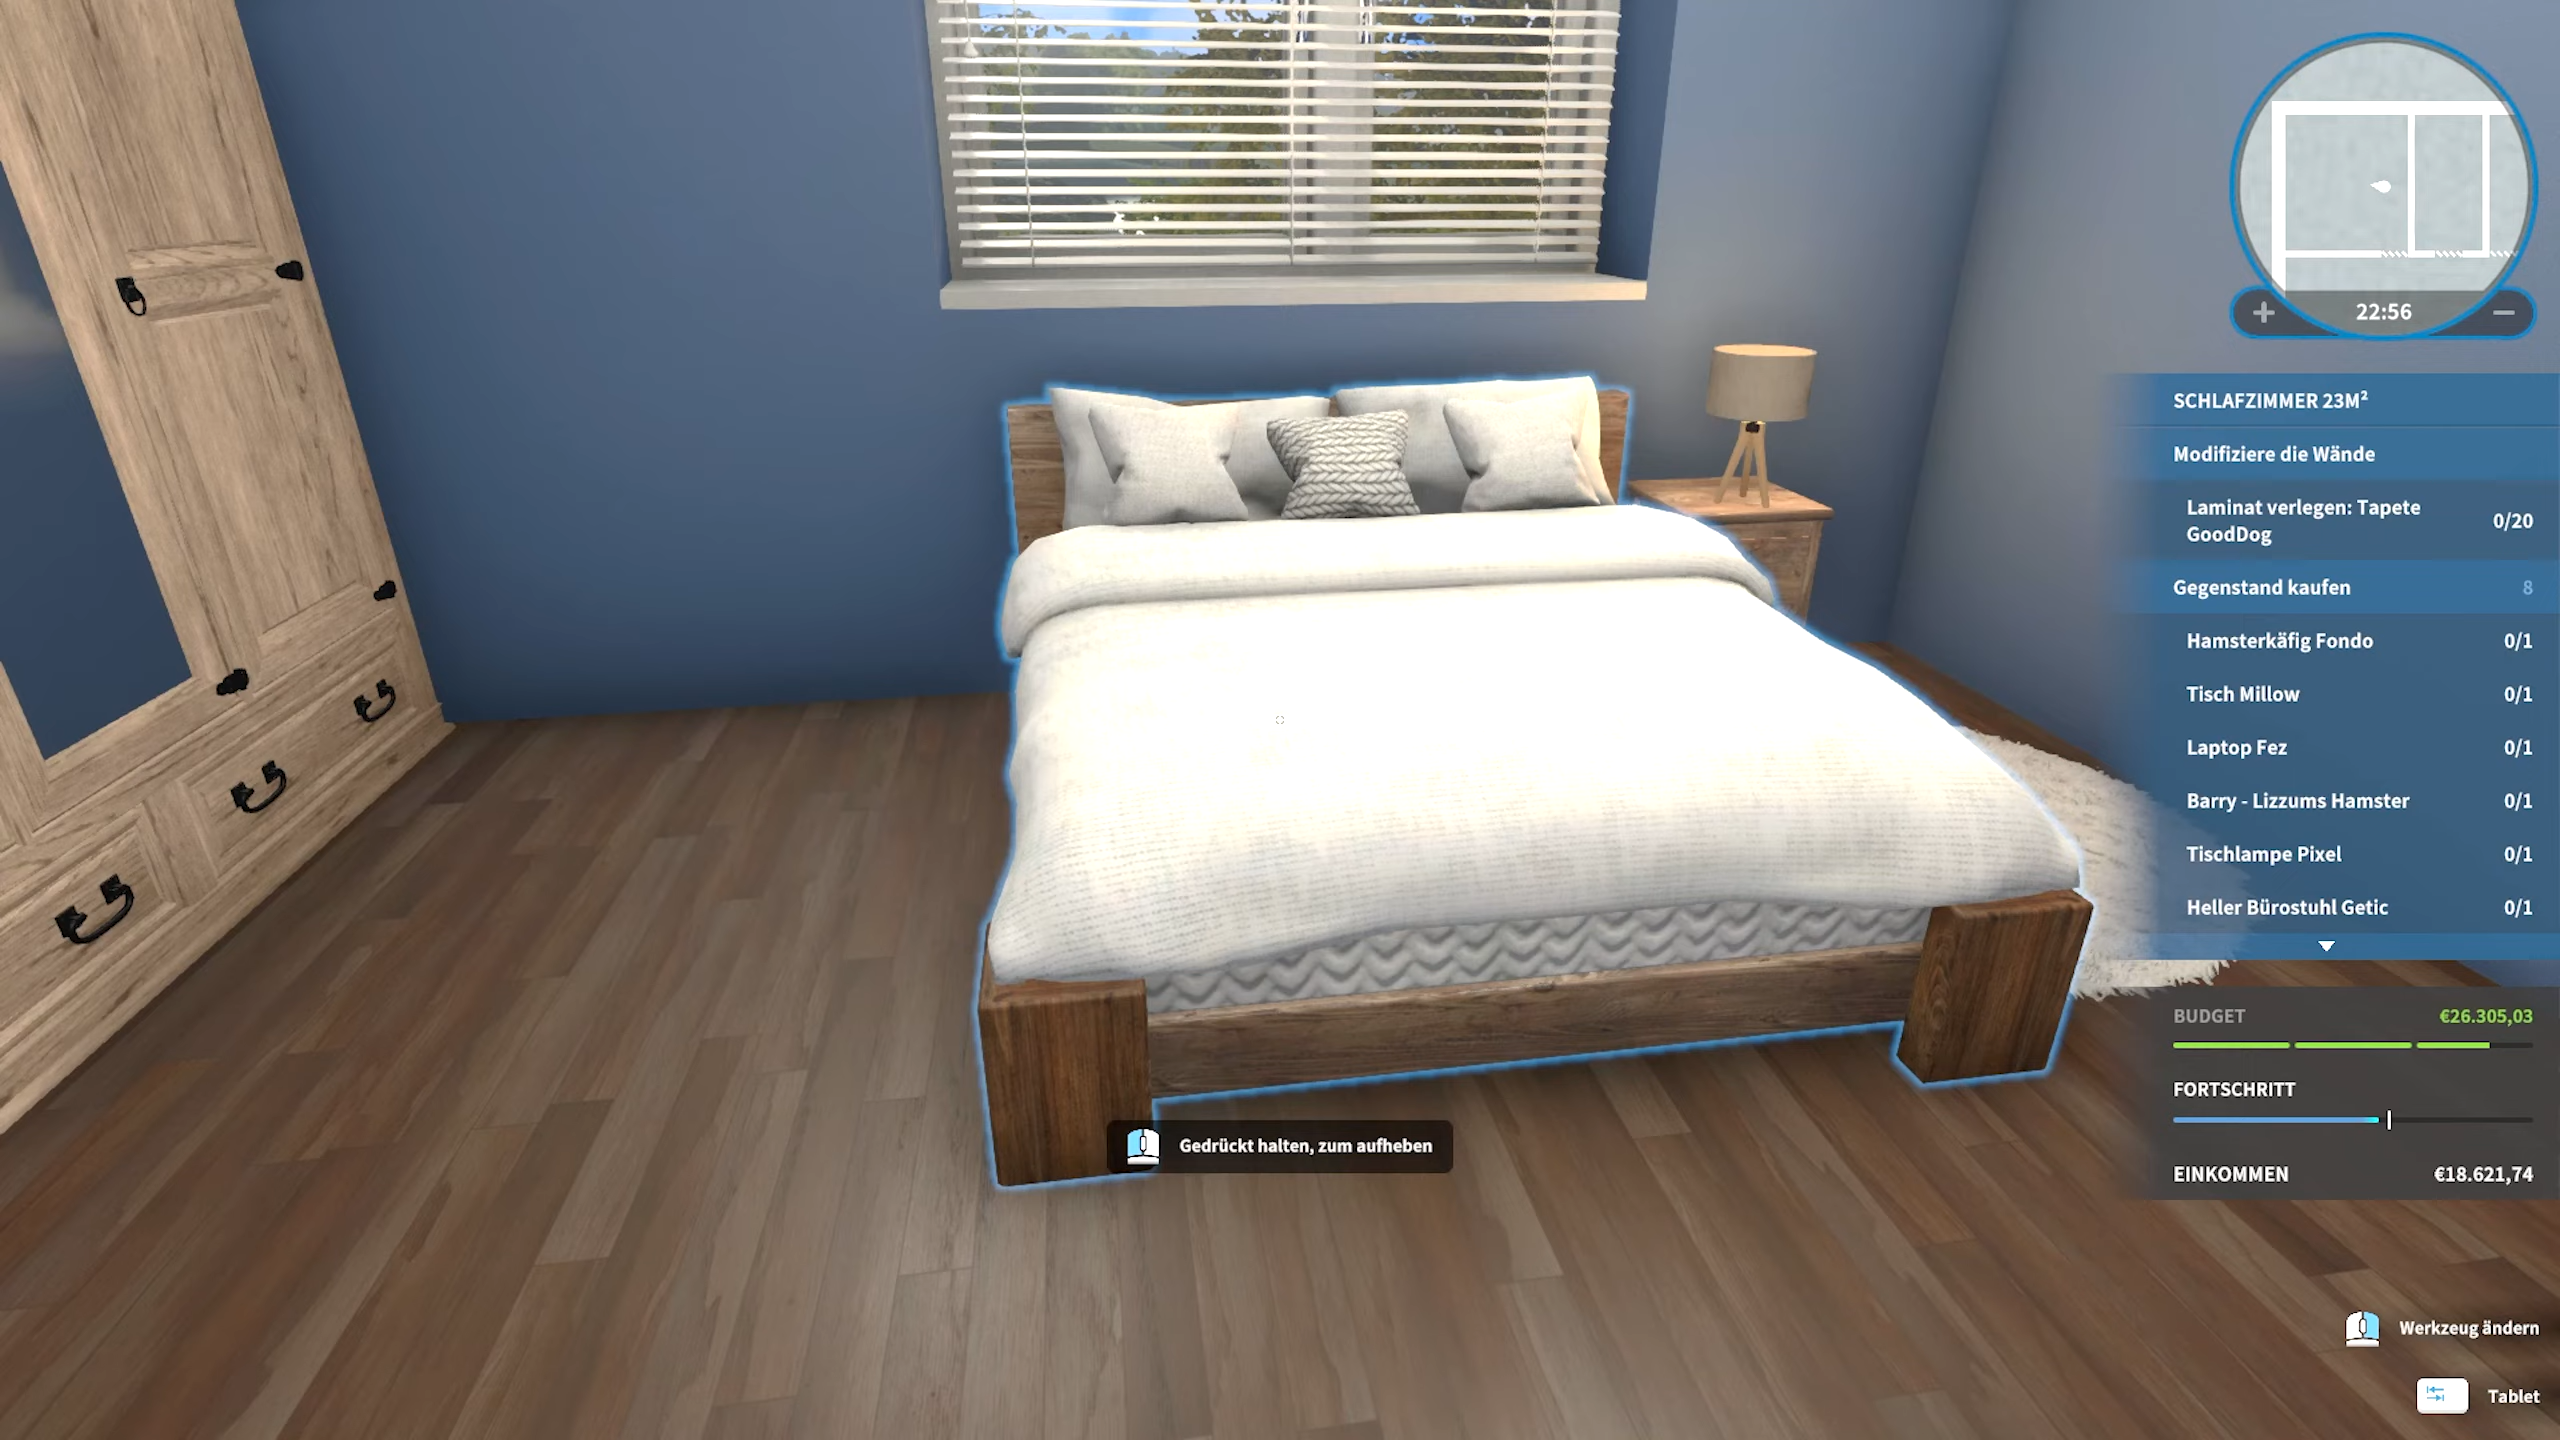 22:56
SCHLAFZIMMER 23M²
Modifiziere die Wände
Laminat verlegen: Tapete
GoodDog
0/20
Gegenstand kaufen 8
Hamsterkäfig Fondo 0/1
Tisch Millow 0/1
Laptop Fez 0/1
Barry - Lizzums Hamster 0/1
Tischlampe Pixel 0/1
Heller Bürostuhl Getic 0/1
BUDGET €26.305,03
FORTSCHRITT
Gedrückt halten, zum aufheben
EINKOMMEN €18.621,74
Werkzeug ändern
Tablet